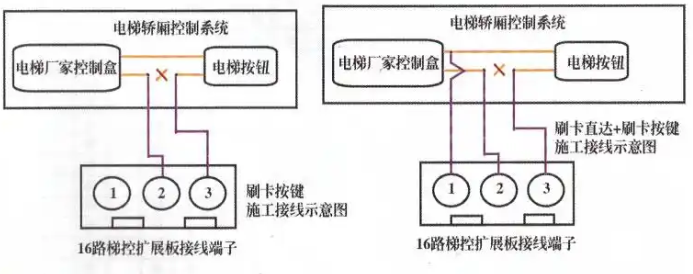 电梯轿厢控制系统
电梯厂家控制盒
电梯按钮
1
2
3
刷卡按键
施工接线示意图
16路梯控扩展板接线端子
电梯轿厢控制系统
电梯厂家控制盒
电梯按钮
刷卡直达+刷卡按键
施工接线示意图
1
2
3
16路梯控扩展板接线端子